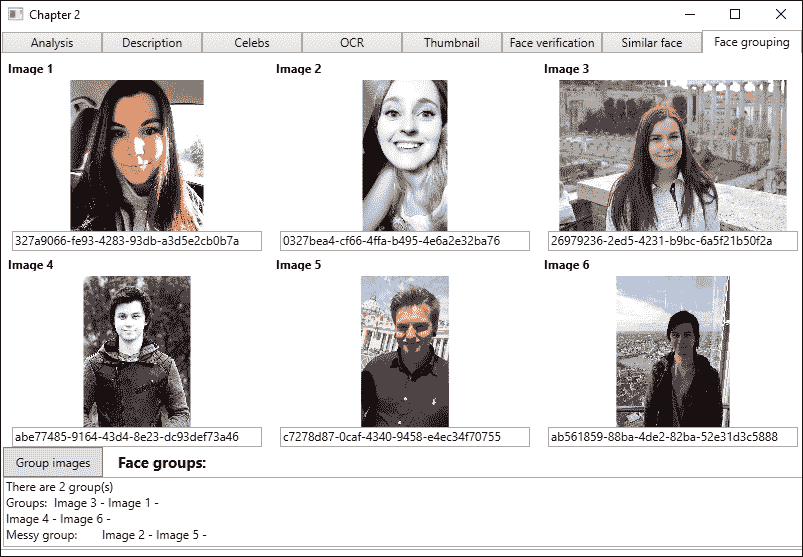 Chapter 2
Analysis Description Celebs OCR Thumbnail Face verification Similar face Face grouping
Image 1 Image 2 Image 3
327a9066-fe93-4283-93db-a3d5e2cb0b7a 0327bea4-cf66-4ffa-b495-4e6a2e32ba76 26979236-2ed5-4231-b9bc-6a5f21b50f2a
Image 4 Image 5 Image 6
abe77485-9164-43d4-8e23-dc93def73a46 c7278d87-0caf-4340-9458-e4ec34f70755 ab561859-88ba-4de2-82ba-52e31d3c5888
Group images Face groups:
There are 2 group(s)
Groups: Image 3 - Image 1 -
Image 4 - Image 6 -
Messy group: Image 2 - Image 5 -